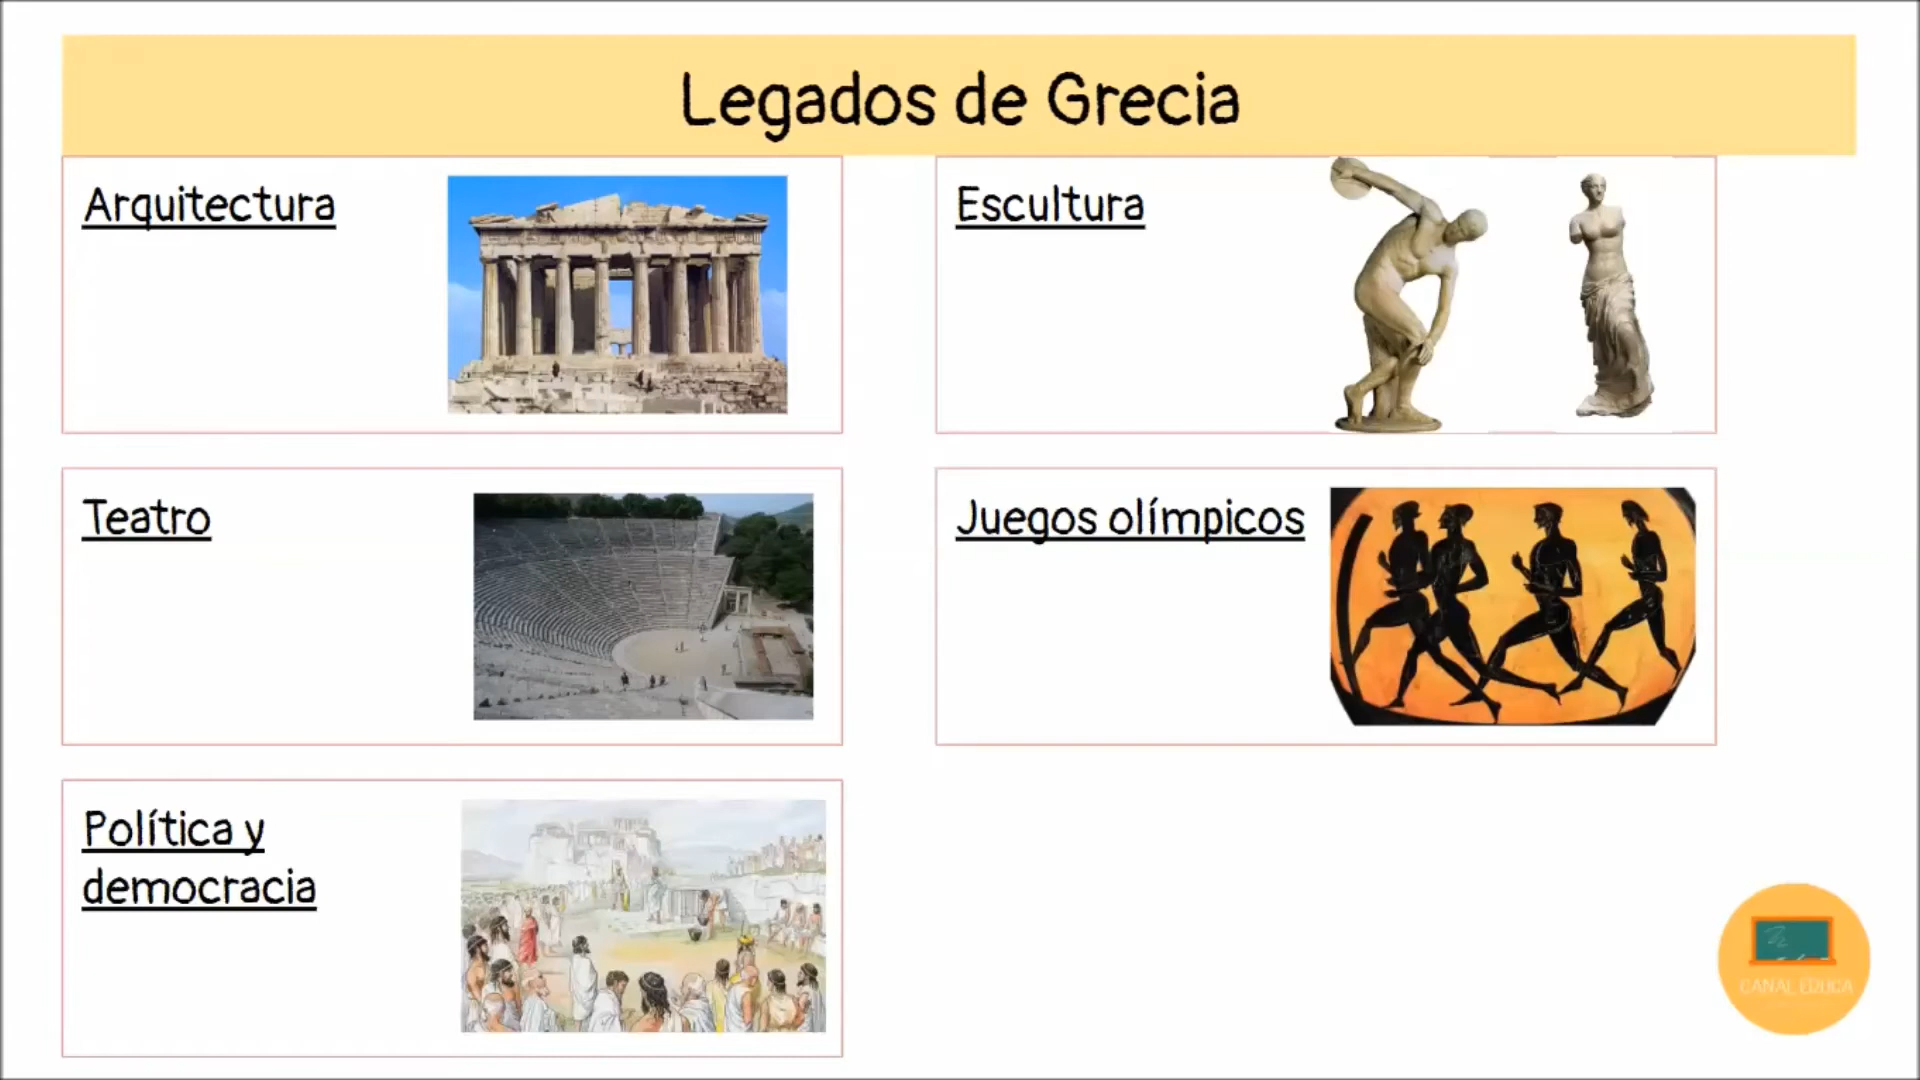 Legados de Grecia
Arquitectura
Escultura
Teatro
Juegos olímpicos
Política y
democracia
CANAL EDUCA